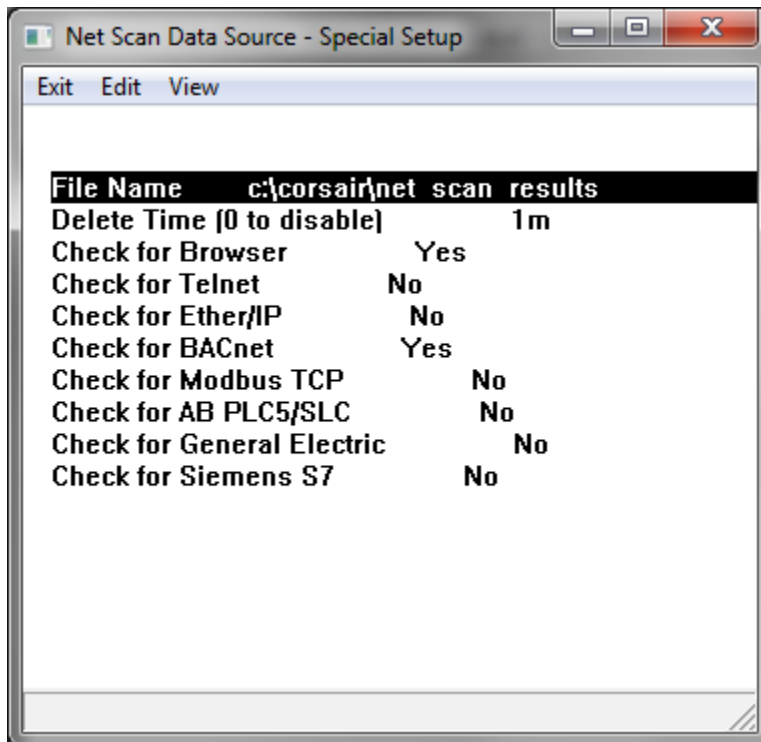 Net Scan Data Source - Special Setup
Exit Edit View
File Name c:\corsair\net scan results
Delete Time (0 to disable) 1m
Check for Browser Yes
Check for Telnet No
Check for Ether/IP No
Check for BACnet Yes
Check for Modbus TCP No
Check for AB PLC5/SLC No
Check for General Electric No
Check for Siemens S7 No